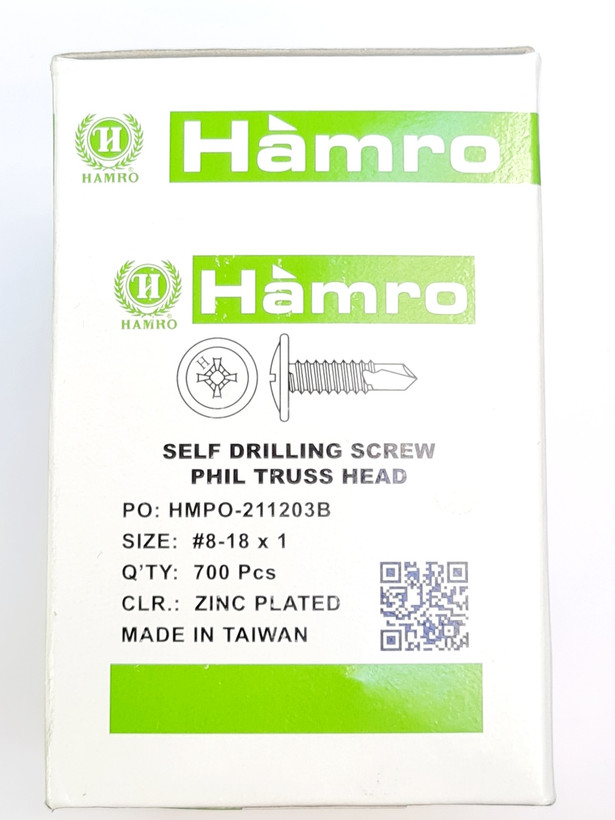 Hàmro
HAMRO®
Hàmro
HAMRO
H
SELF DRILLING SCREW
PHIL TRUSS HEAD
PO: HMPO-211203B
SIZE: #8-18 x 1
Q'TY: 700 Pcs
CLR.: ZINC PLATED
MADE IN TAIWAN